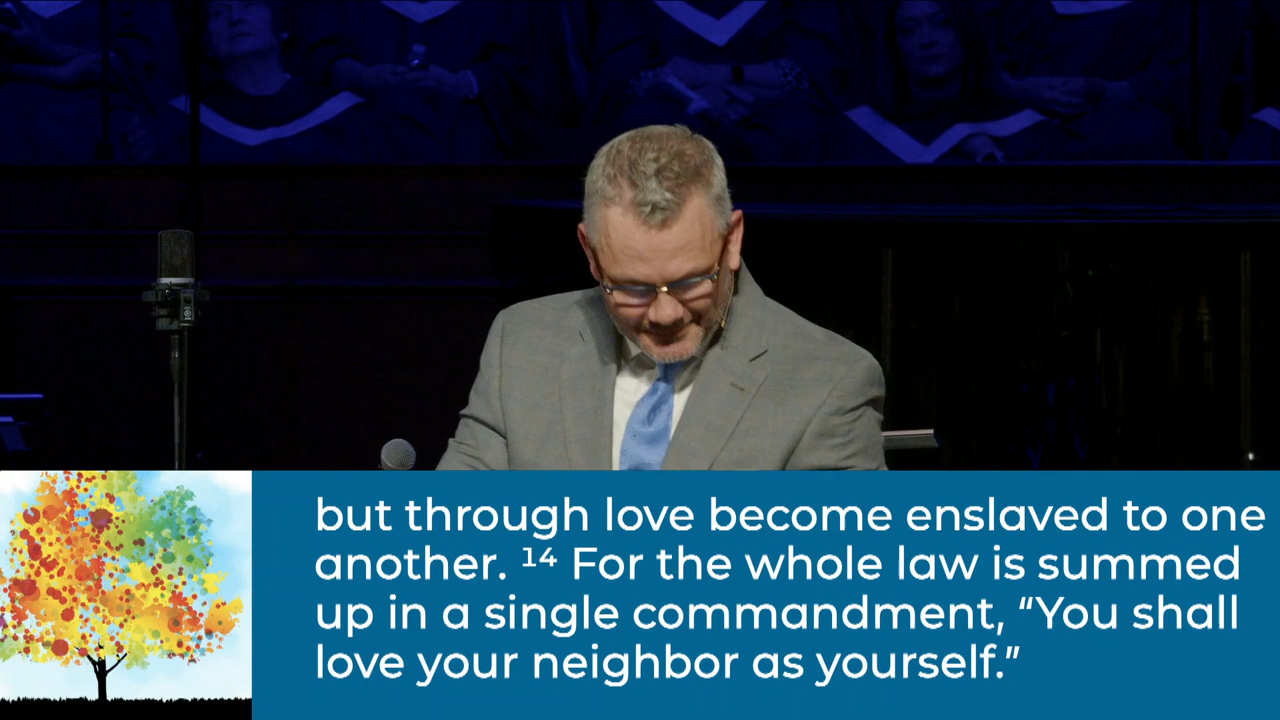 but through love become enslaved to one
another. ¹⁴ For the whole law is summed
up in a single commandment, “You shall
love your neighbor as yourself.”